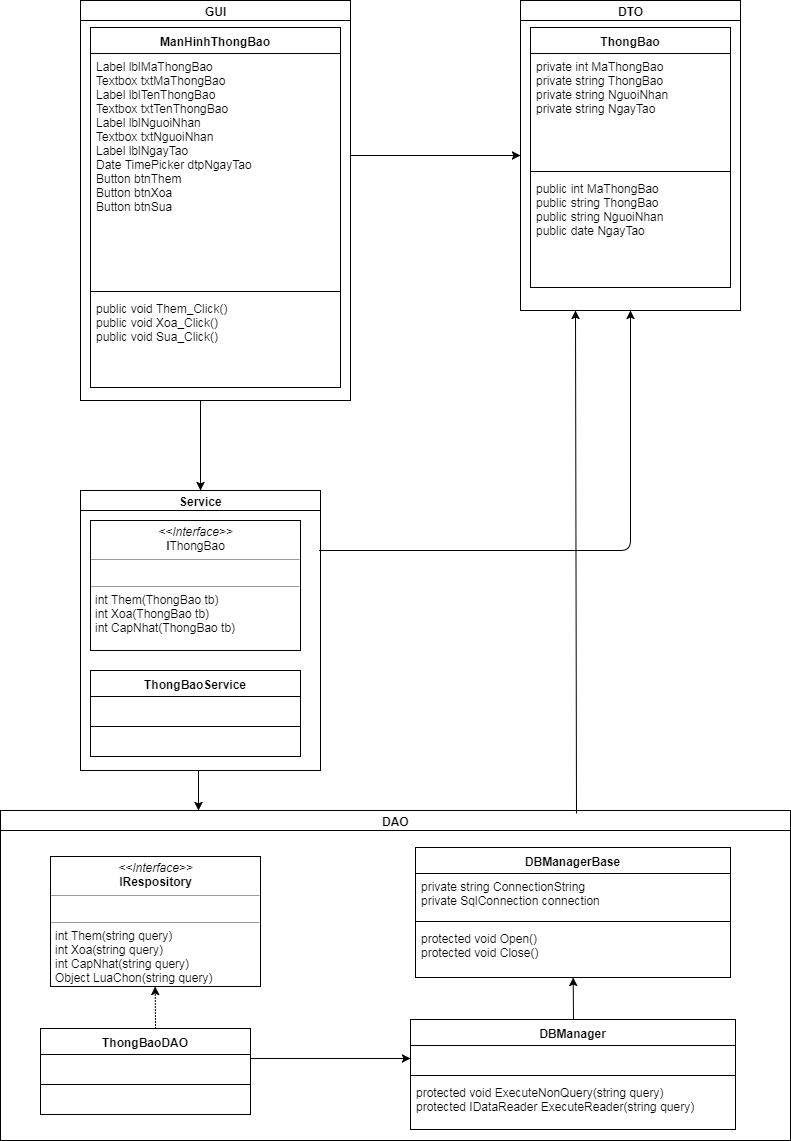 GUI
ManHinhThongBao
Label lblMaThongBao
Textbox txtMaThongBao
Label lblTenThongBao
Textbox txtTenThongBao
Label lblNguoiNhan
Textbox txtNguoiNhan
Label lblNgayTao
Date TimePicker dtpNgayTao
Button btnThem
Button btnXoa
Button btnSua
public void Them_Click()
public void Xoa_Click()
public void Sua_Click()
DTO
ThongBao
private int MaThongBao
private string ThongBao
private string NguoiNhan
private string NgayTao
public int MaThongBao
public string ThongBao
public string NguoiNhan
public date NgayTao
Service
<<Interface>>
IThongBao
int Them(ThongBao tb)
int Xoa(ThongBao tb)
int CapNhat(ThongBao tb)
ThongBaoService
DAO
<<Interface>>
IRespository
int Them(string query)
int Xoa(string query)
int CapNhat(string query)
Object LuaChon(string query)
ThongBaoDAO
DBManagerBase
private string ConnectionString
private SqlConnection connection
protected void Open()
protected void Close()
DBManager
protected void ExecuteNonQuery(string query)
protected IDataReader ExecuteReader(string query)